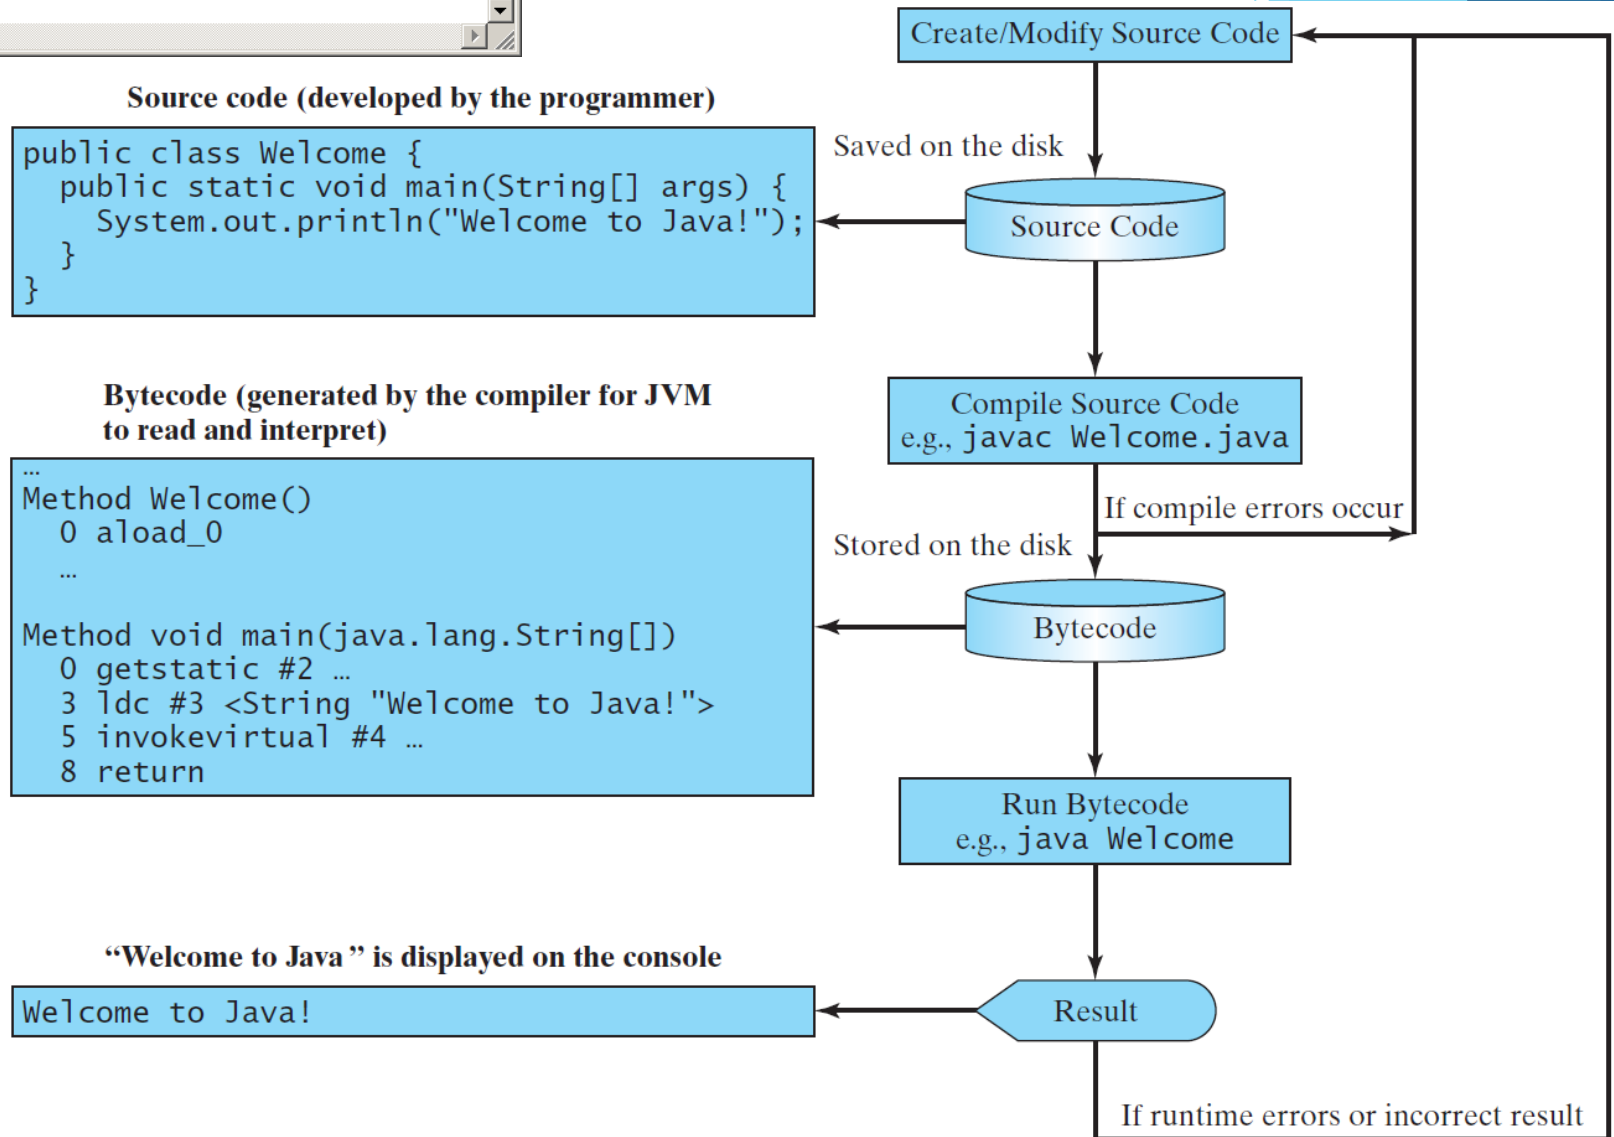 Create/Modify Source Code
Source code (developed by the programmer)
public class Welcome {
  public static void main(String[] args) {
    System.out.println("Welcome to Java!");
  }
}
Saved on the disk
Source Code
Compile Source Code
e.g., javac Welcome.java
If compile errors occur
Bytecode (generated by the compiler for JVM
to read and interpret)
…
Method Welcome()
  0 aload_0
  …
Method void main(java.lang.String[])
  0 getstatic #2 …
  3 ldc #3 <String "Welcome to Java!">
  5 invokevirtual #4 …
  8 return
Stored on the disk
Bytecode
Run Bytecode
e.g., java Welcome
“Welcome to Java” is displayed on the console
Welcome to Java!
Result
If runtime errors or incorrect result